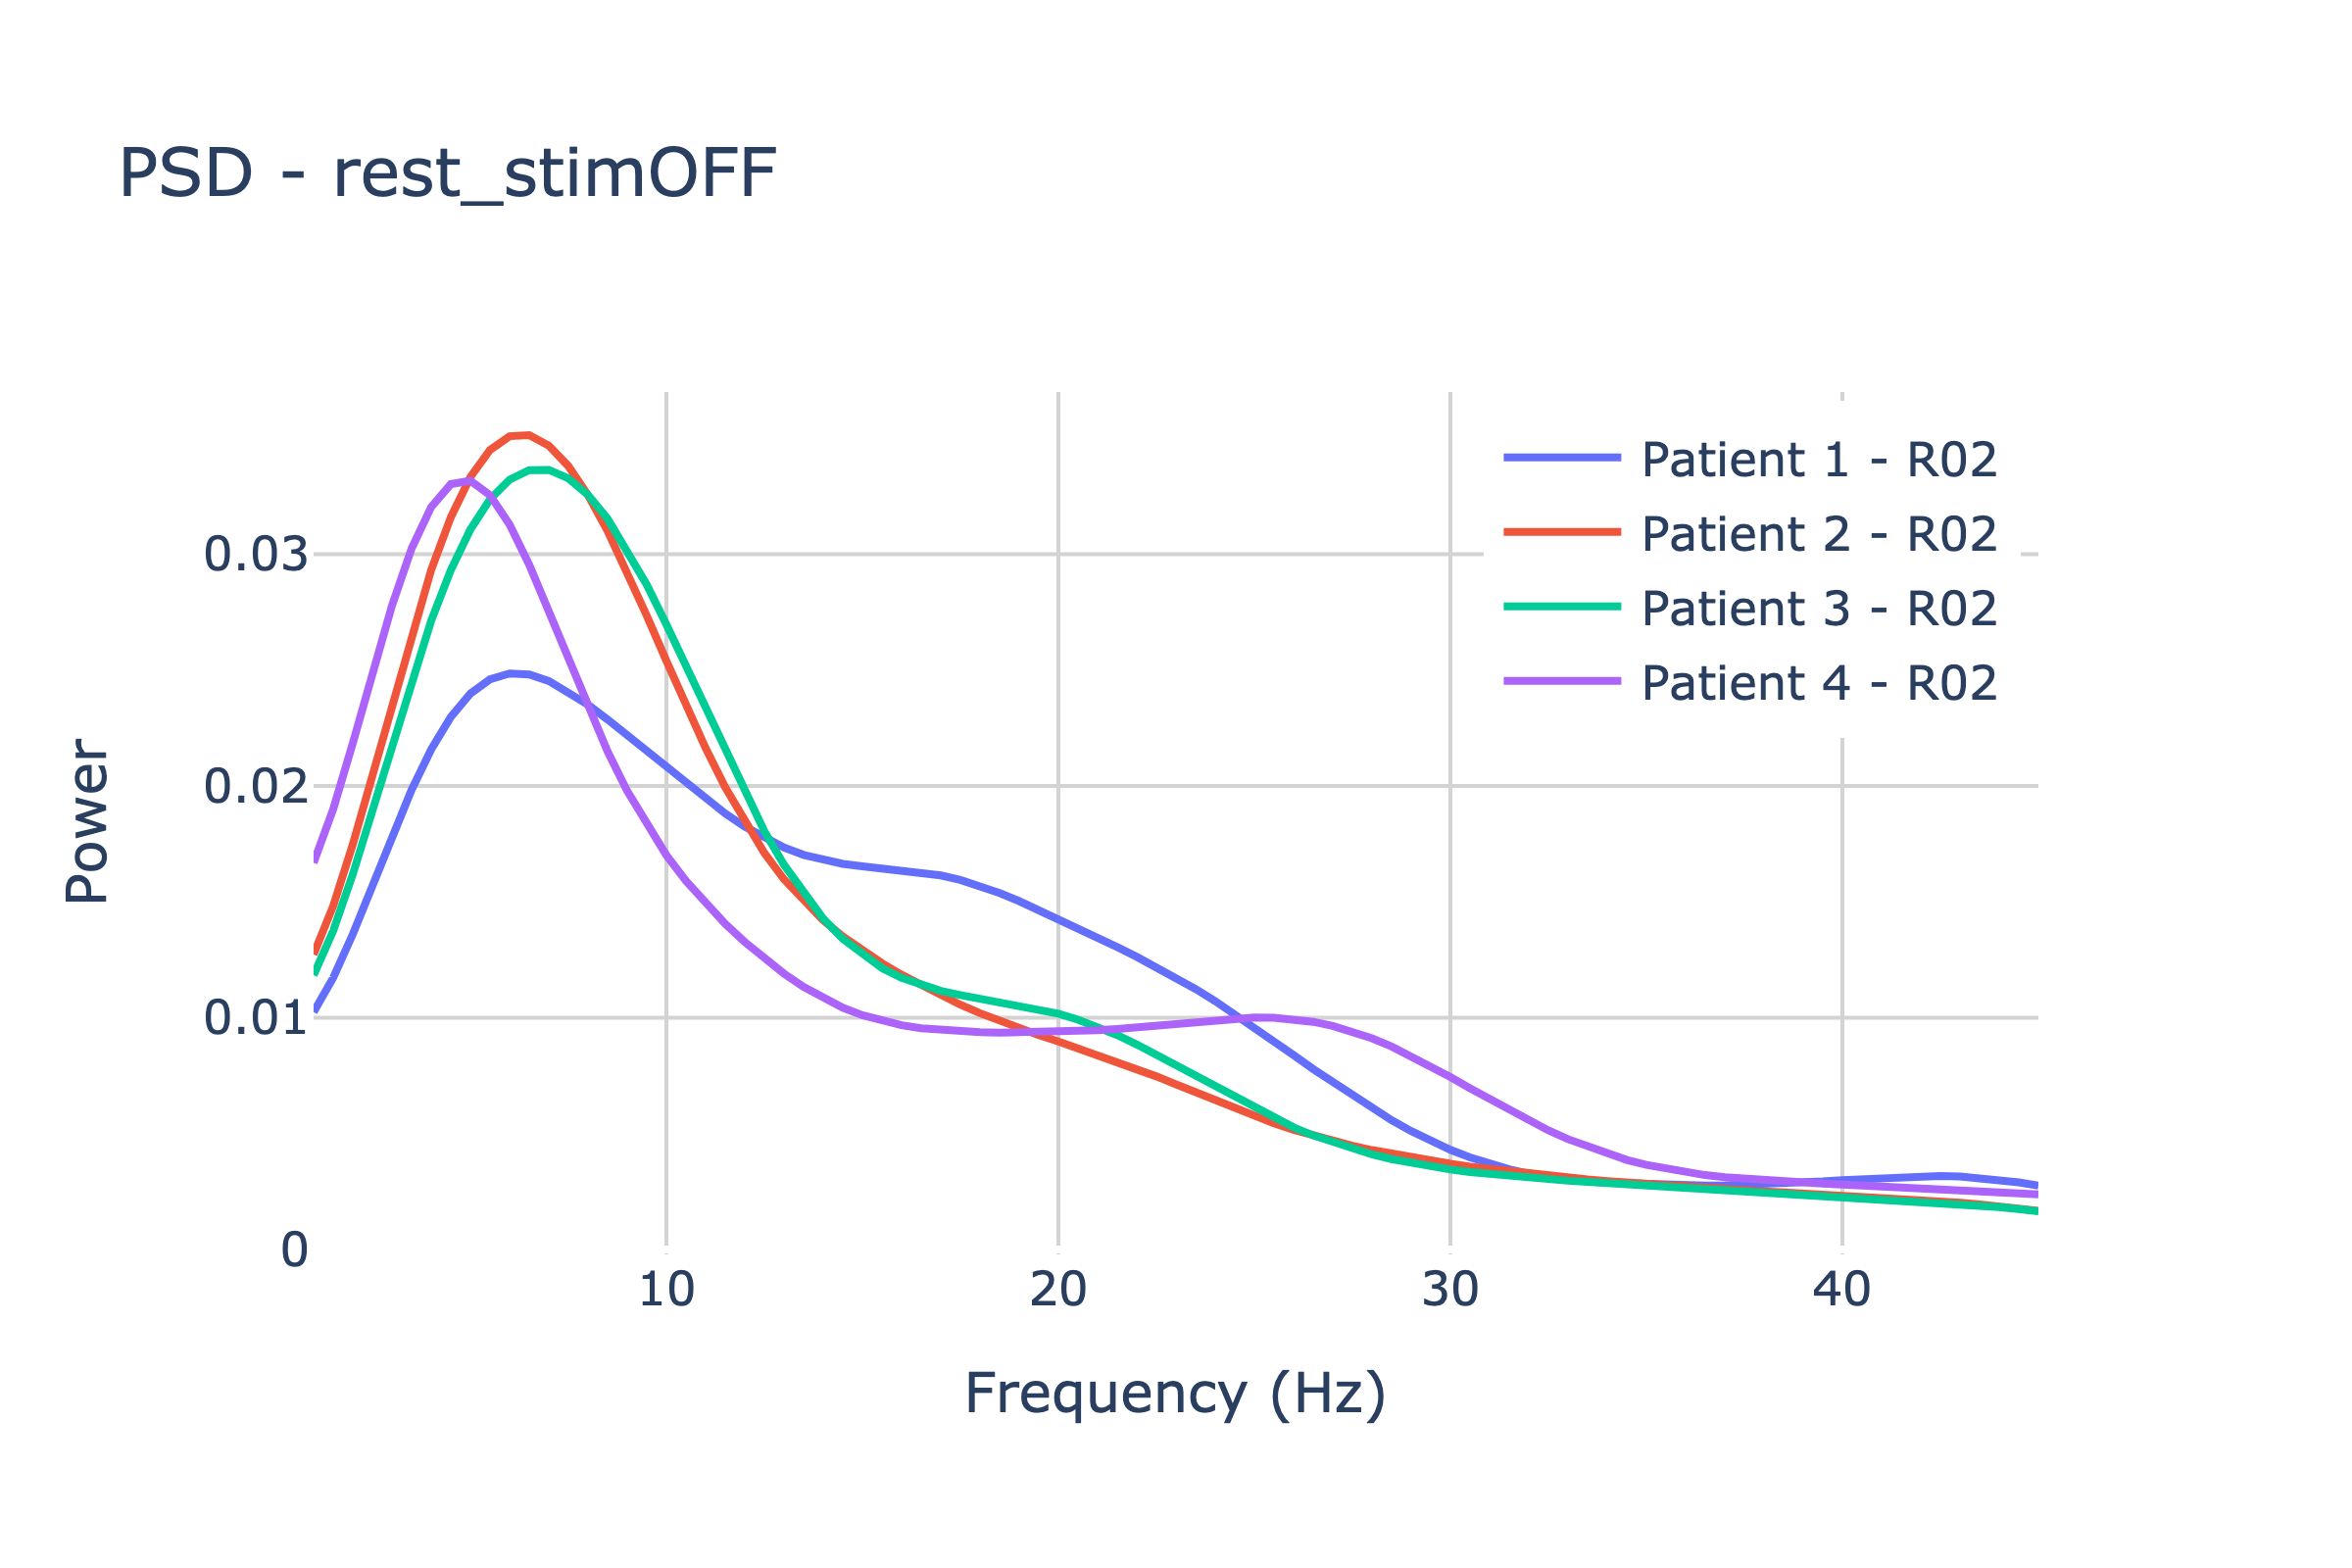 PSD - rest_stimOFF
Patient 1 - R02
Patient 2 - R02
Patient 3 - R02
Patient 4 - R02
0.03
0.02
0.01
0
Power
10
20
30
40
Frequency (Hz)